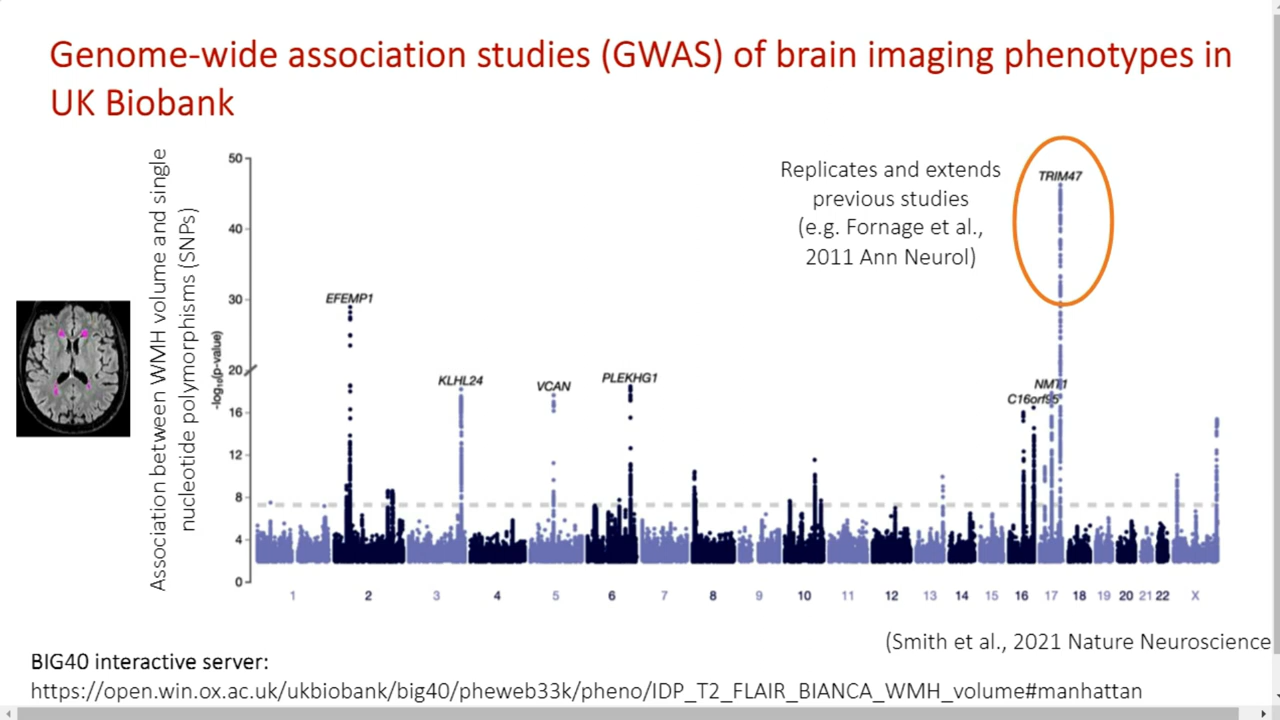 Genome-wide association studies (GWAS) of brain imaging phenotypes in
UK Biobank
Association between WMH volume and single
nucleotide polymorphisms (SNPs)
-log10(p-value)
50
40
30
20
16
12
8
4
0
EFEMP1
KLHL24
VCAN
PLEKHG1
Replicates and extends
previous studies
(e.g. Fornage et al.,
2011 Ann Neurol)
TRIM47
NMT1
C16orf95
1 2 3 4 5 6 7 8 9 10 11 12 13 14 15 16 17 18 19 20 21 22 X
(Smith et al., 2021 Nature Neuroscience
BIG40 interactive server:
https://open.win.ox.ac.uk/ukbiobank/big40/pheweb33k/pheno/IDP_T2_FLAIR_BIANCA_WMH_volume#manhattan